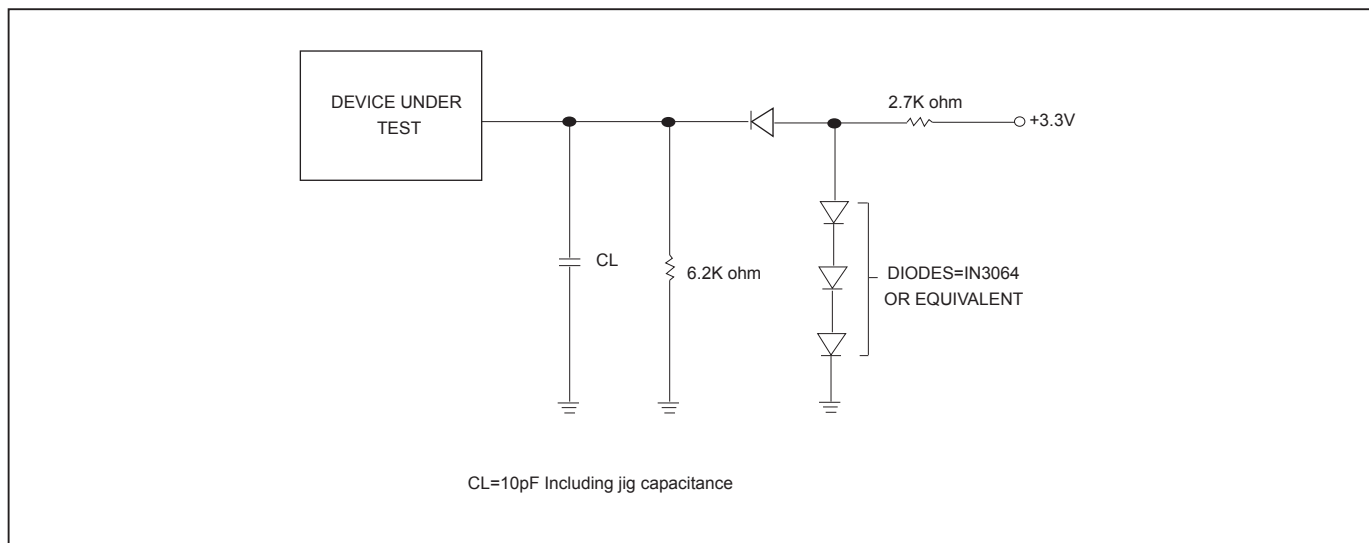 DEVICE UNDER
TEST
2.7K ohm
+3.3V
CL
6.2K ohm
DIODES=IN3064
OR EQUIVALENT
CL=10pF Including jig capacitance